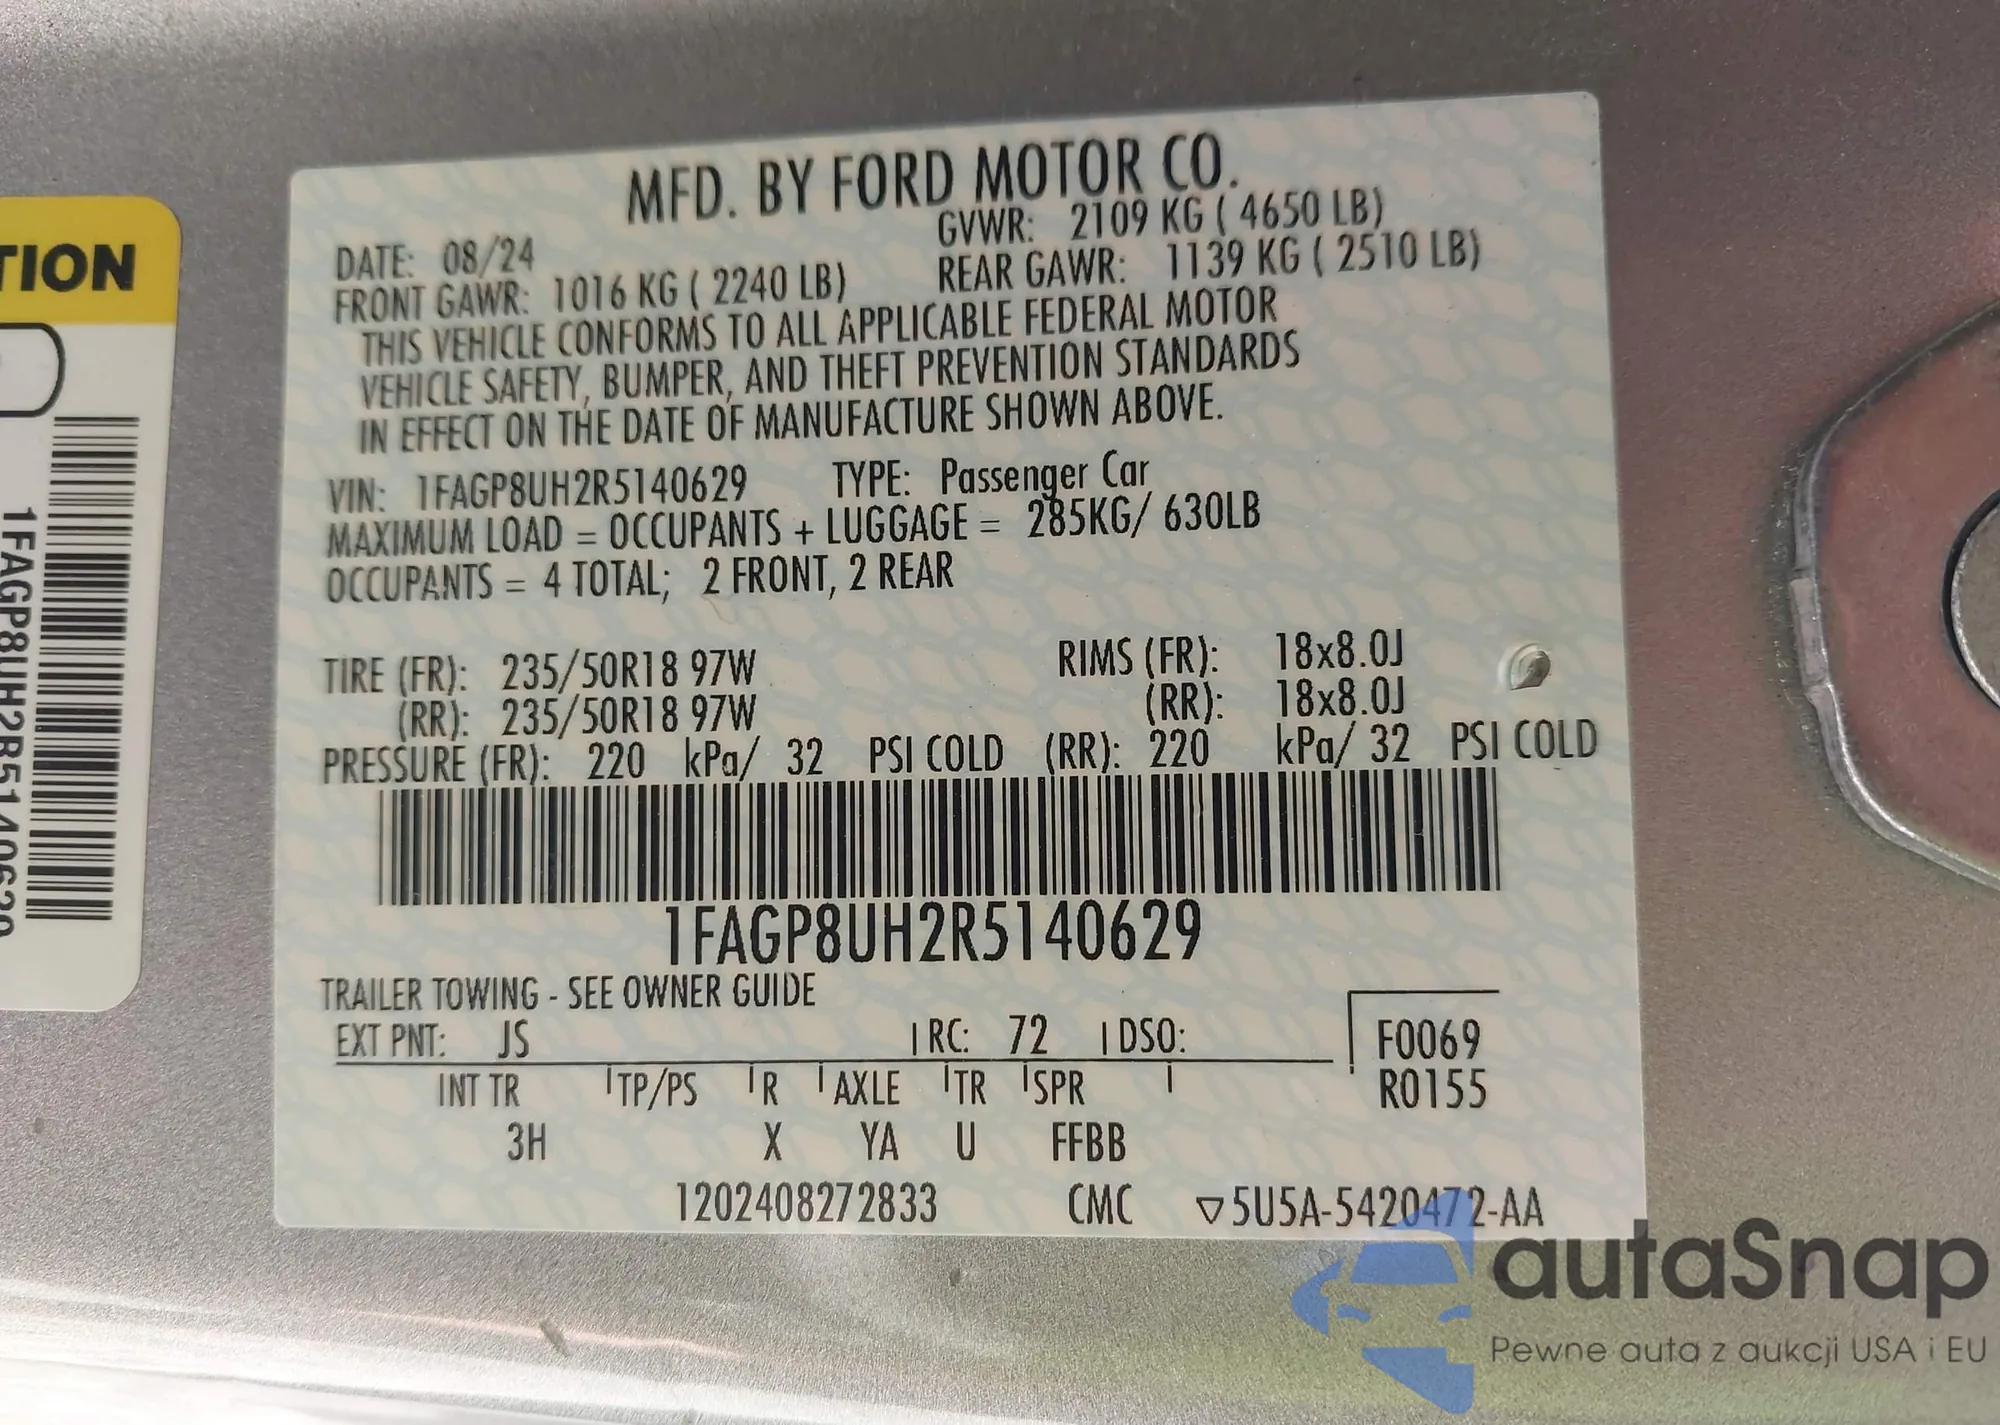 TION
1FAGP8UH2R5140629
MFD. BY FORD MOTOR CO.
DATE: 08/24 GVWR: 2109 KG ( 4650 LB)
FRONT GAWR: 1016 KG ( 2240 LB) REAR GAWR: 1139 KG ( 2510 LB)
THIS VEHICLE CONFORMS TO ALL APPLICABLE FEDERAL MOTOR
VEHICLE SAFETY, BUMPER, AND THEFT PREVENTION STANDARDS
IN EFFECT ON THE DATE OF MANUFACTURE SHOWN ABOVE.
VIN: 1FAGP8UH2R5140629 TYPE: Passenger Car
MAXIMUM LOAD = OCCUPANTS + LUGGAGE = 285KG/ 630LB
OCCUPANTS = 4 TOTAL; 2 FRONT, 2 REAR
TIRE (FR): 235/50R18 97W RIMS (FR): 18x8.0J
(RR): 235/50R18 97W (RR): 18x8.0J
PRESSURE (FR): 220 kPa/ 32 PSI COLD (RR): 220 kPa/ 32 PSI COLD
1FAGP8UH2R5140629
TRAILER TOWING - SEE OWNER GUIDE
EXT PNT: JS RC: 72 DSO: F0069
INT TR TP/PS R AXLE TR SPR R0155
3H X YA U FFBB
1202408272833 CMC ▽5U5A-5420472-AA
autaSnap
Pewne auta z aukcji USA i EU